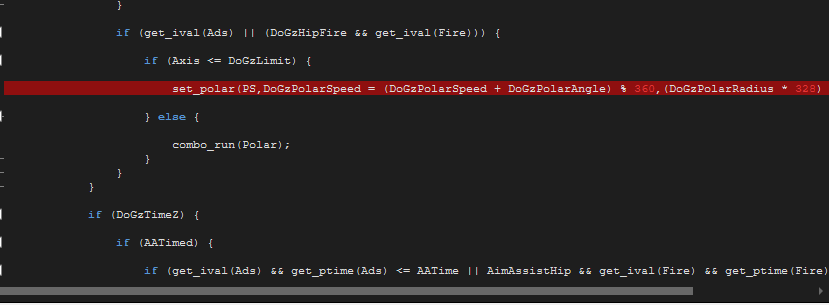 }
if (get_ival(Ads) || (DoGzHipFire && get_ival(Fire))) {
if (Axis <= DoGzLimit) {
set_polar(PS,DoGzPolarSpeed = (DoGzPolarSpeed + DoGzPolarAngle) % 360,(DoGzPolarRadius * 328)
} else {
combo_run(Polar);
}
}
}
if (DoGzTimeZ) {
if (AATimed) {
if (get_ival(Ads) && get_ptime(Ads) <= AATime || AimAssistHip && get_ival(Fire) && get_ptime(Fire)